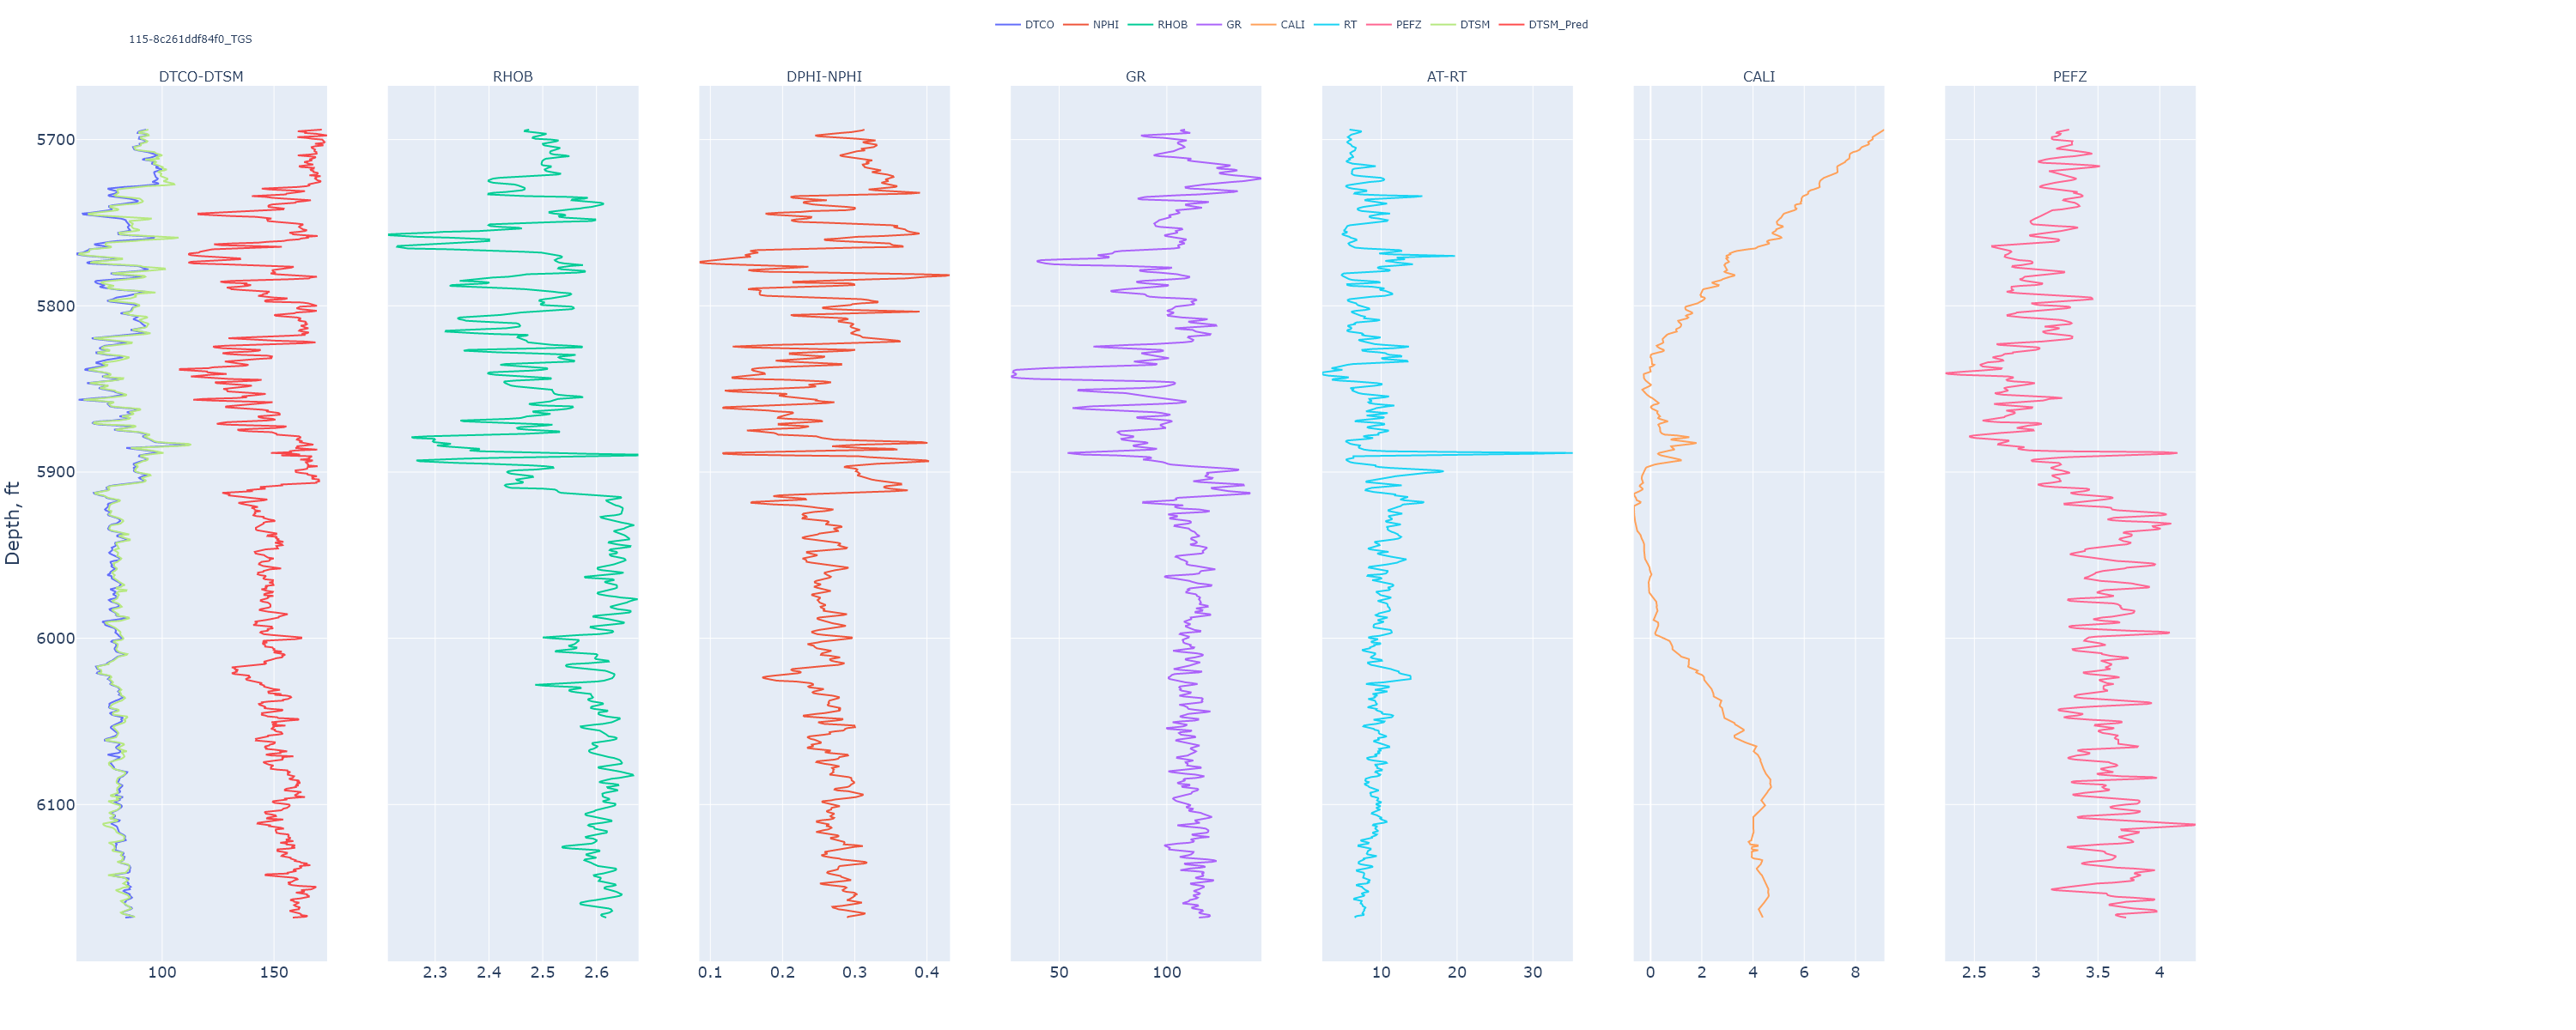 DTCO NPHI RHOB GR CALI RT PEFZ DTSM DTSM_Pred
115-8c261ddf84f0_TGS
DTCO-DTSM RHOB DPHI-NPHI GR AT-RT CALI PEFZ
Depth, ft
5700
5800
5900
6000
6100
100 150 2.3 2.4 2.5 2.6 0.1 0.2 0.3 0.4 50 100 10 20 30 0 2 4 6 8 2.5 3 3.5 4